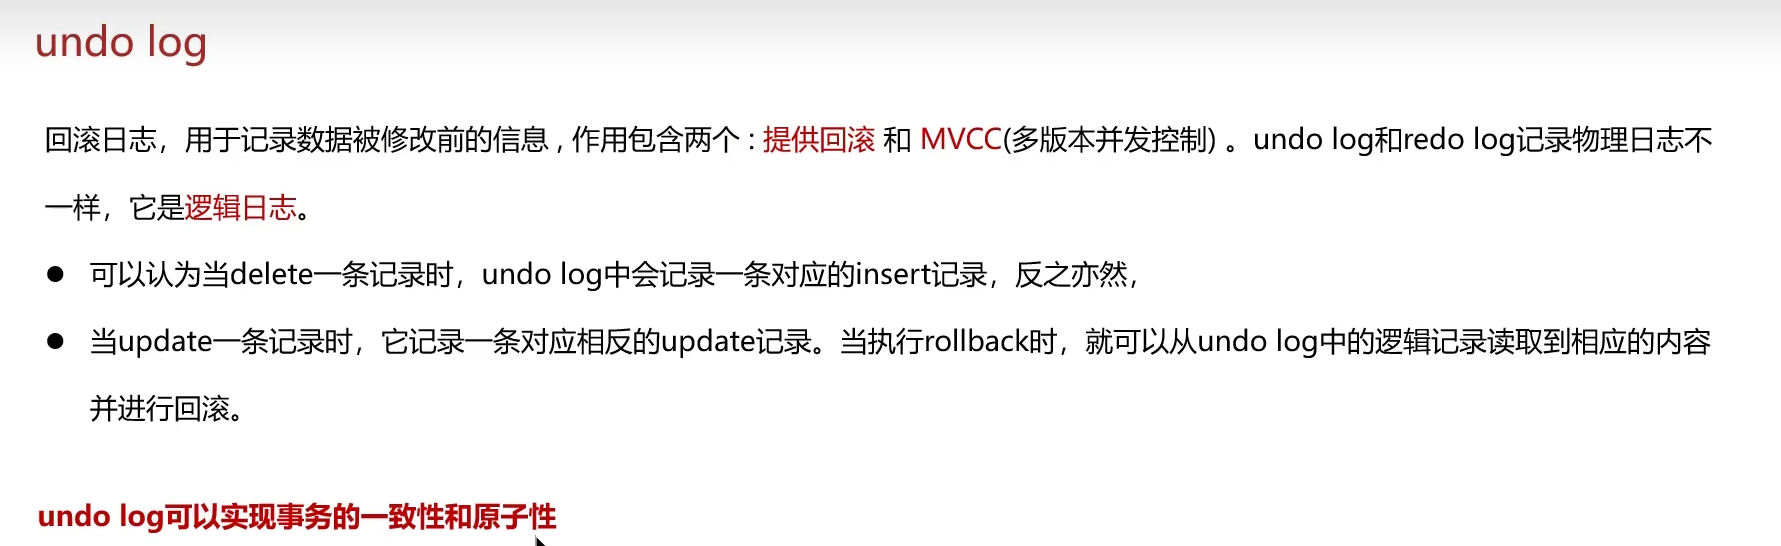 undo log
回滚日志，用于记录数据被修改前的信息 , 作用包含两个 : 提供回滚 和 MVCC(多版本并发控制) 。undo log和redo log记录物理日志不
一样，它是逻辑日志。
● 可以认为当delete一条记录时，undo log中会记录一条对应的insert记录，反之亦然，
● 当update一条记录时，它记录一条对应相反的update记录。当执行rollback时，就可以从undo log中的逻辑记录读取到相应的内容
并进行回滚。
undo log可以实现事务的一致性和原子性